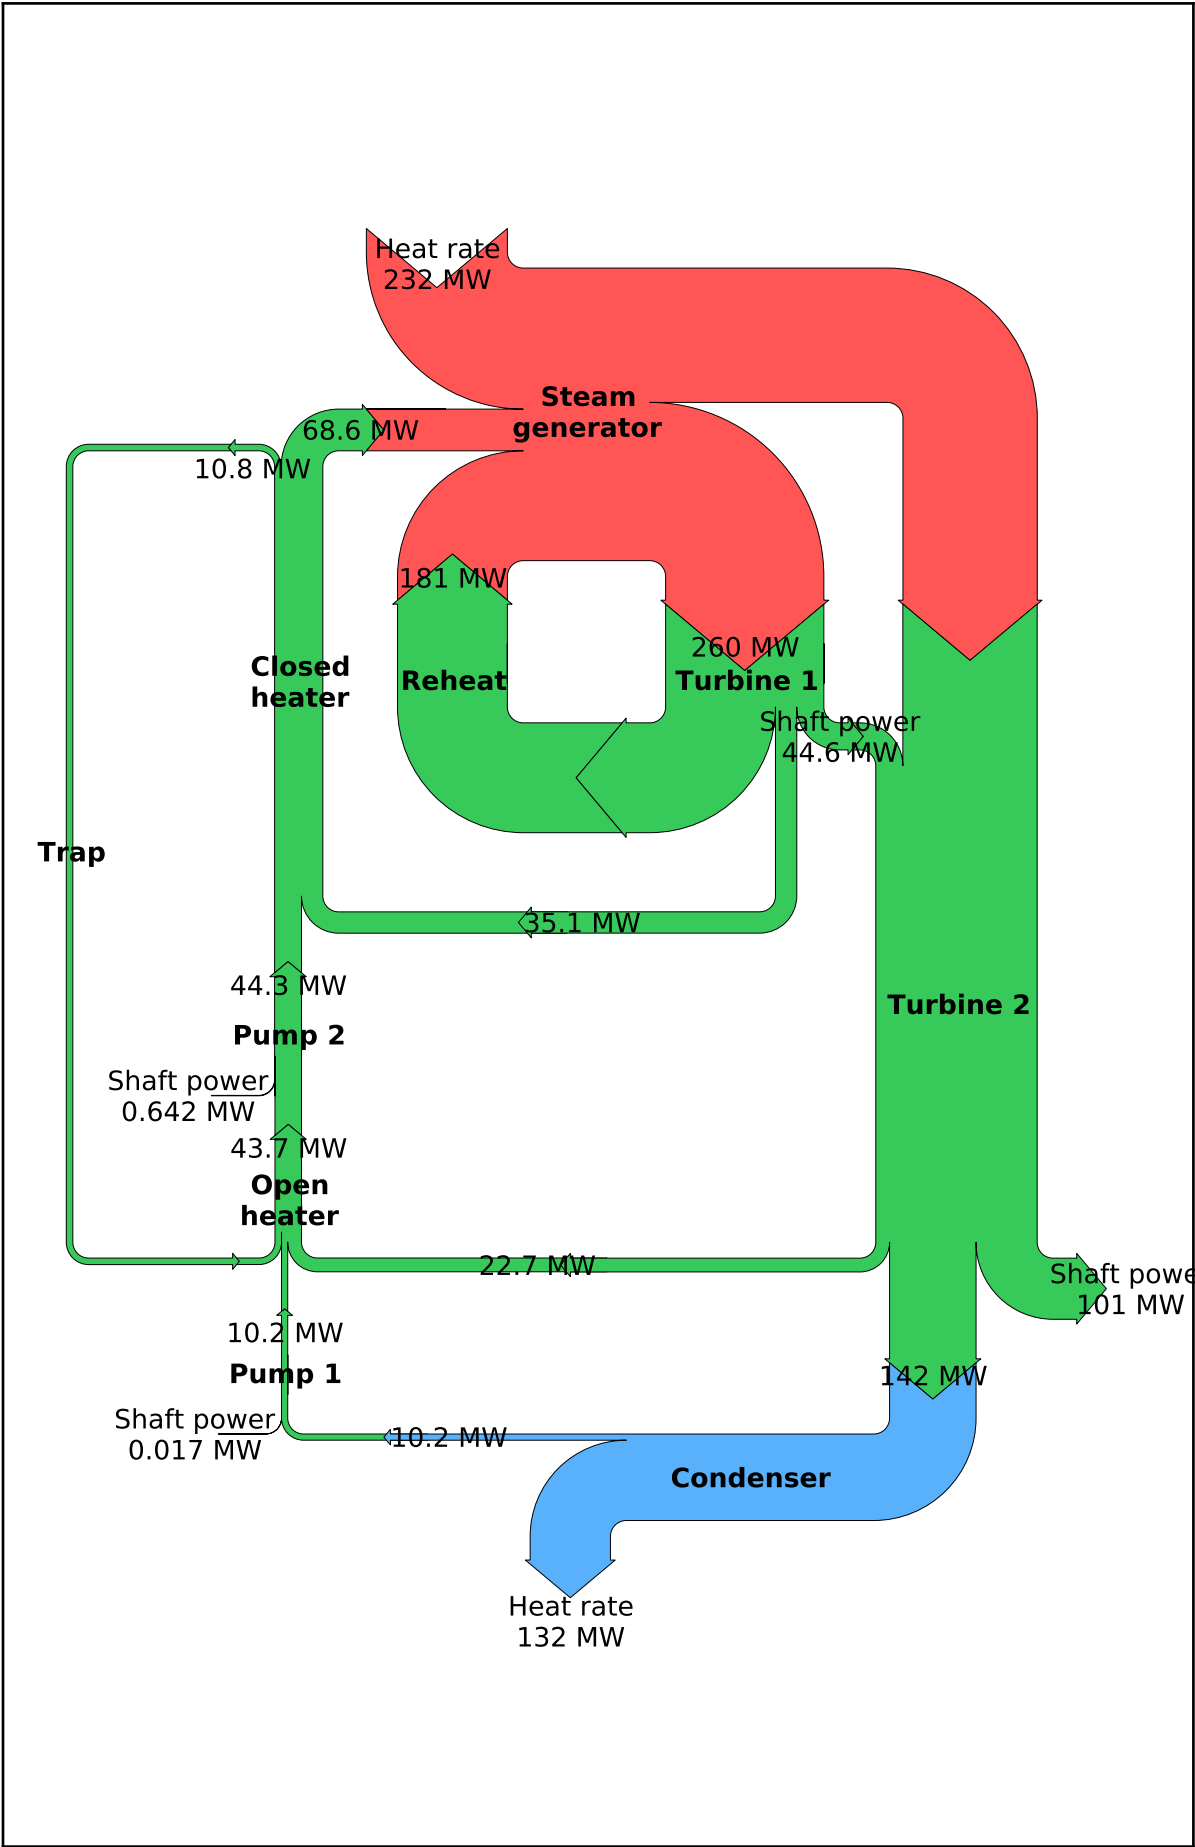 Heat rate
232 MW
Steam
generator
68.6 MW
10.8 MW
181 MW
260 MW
Closed
heater
Reheat
Turbine 1
Shaft power
44.6 MW
Trap
35.1 MW
44.3 MW
Turbine 2
Pump 2
Shaft power
0.642 MW
43.7 MW
Open
heater
22.7 MW
Shaft powe
101 MW
10.2 MW
Pump 1
142 MW
Shaft power
0.017 MW
10.2 MW
Condenser
Heat rate
132 MW